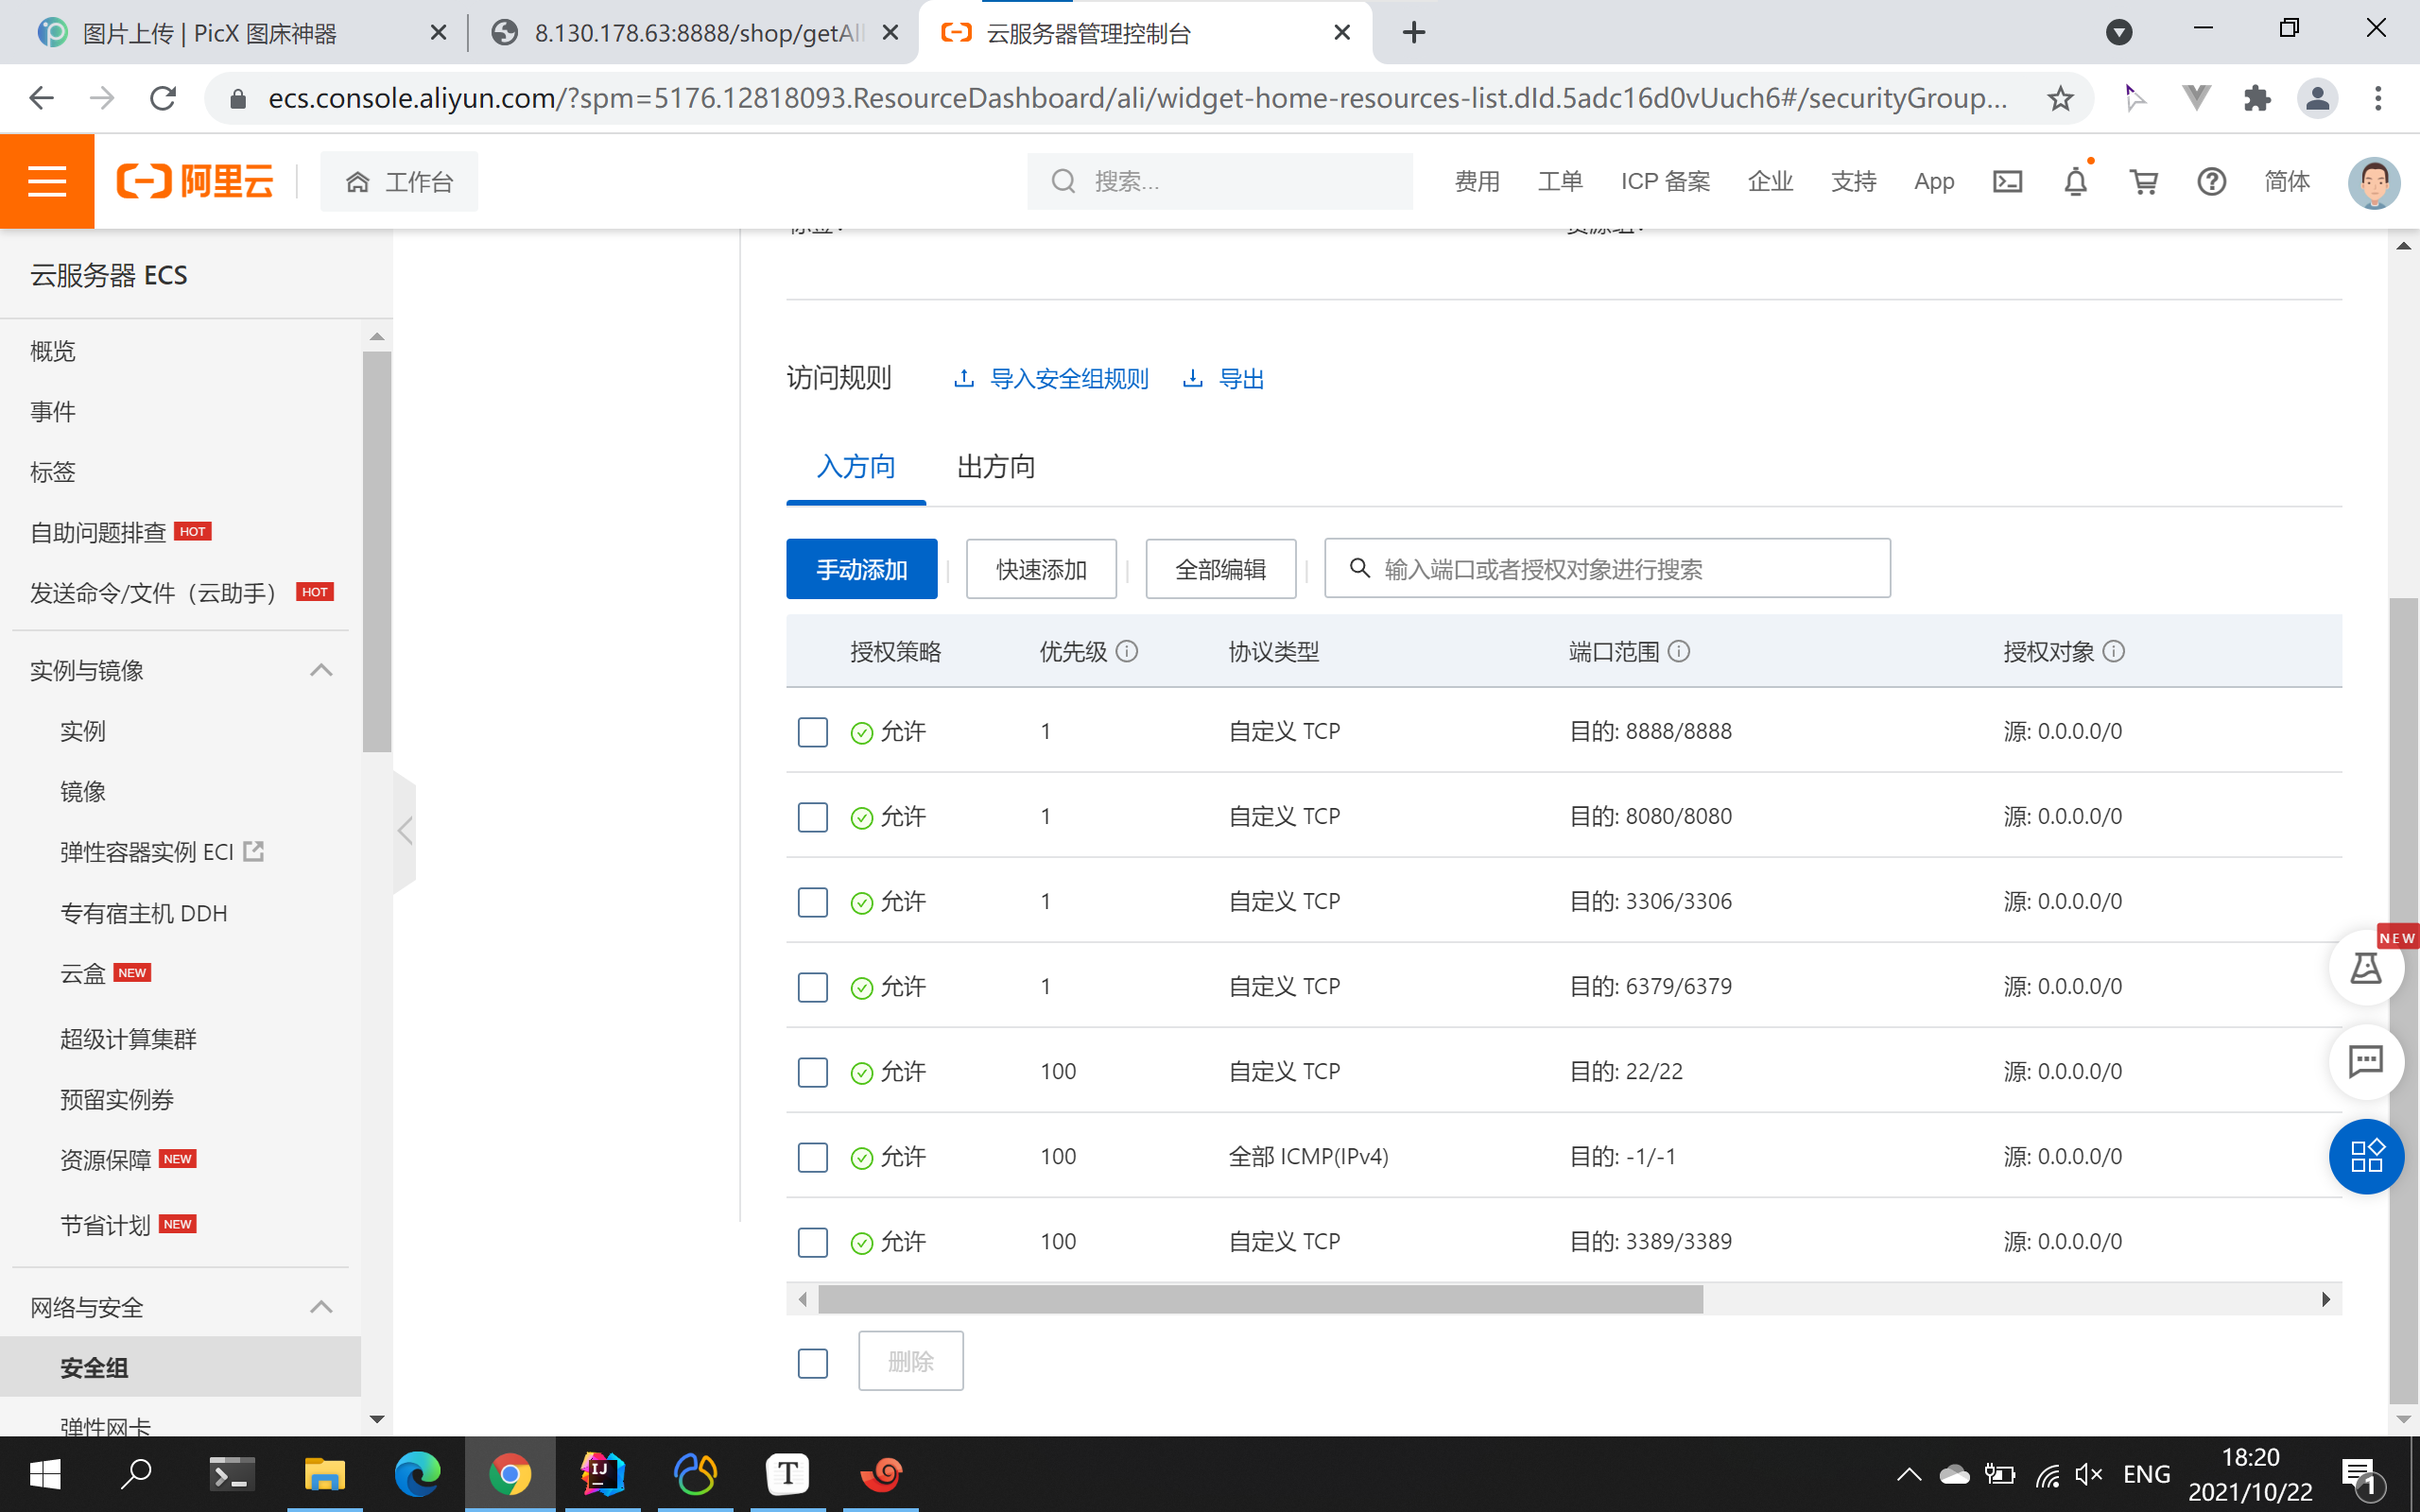 图片上传 | PicX 图床神器
8.130.178.63:8888/shop/getAll
云服务器管理控制台
ecs.console.aliyun.com/?spm=5176.12818093.ResourceDashboard/ali/widget-home-resources-list.dId.5adc16d0vUuch6#/securityGroup...
阿里云
工作台
搜索...
费用
工单
ICP 备案
企业
支持
App
简体
云服务器 ECS
概览
事件
标签
自助问题排查 HOT
发送命令/文件（云助手） HOT
实例与镜像
实例
镜像
弹性容器实例 ECI
专有宿主机 DDH
云盒 NEW
超级计算集群
预留实例券
资源保障 NEW
节省计划 NEW
网络与安全
安全组
弹性网卡
标签:
资源组:
访问规则 导入安全组规则 导出
入方向 出方向
手动添加 快速添加 全部编辑 输入端口或者授权对象进行搜索
授权策略 优先级 协议类型 端口范围 授权对象
允许 1 自定义 TCP 目的: 8888/8888 源: 0.0.0.0/0
允许 1 自定义 TCP 目的: 8080/8080 源: 0.0.0.0/0
允许 1 自定义 TCP 目的: 3306/3306 源: 0.0.0.0/0
允许 1 自定义 TCP 目的: 6379/6379 源: 0.0.0.0/0
允许 100 自定义 TCP 目的: 22/22 源: 0.0.0.0/0
允许 100 全部 ICMP(IPv4) 目的: -1/-1 源: 0.0.0.0/0
允许 100 自定义 TCP 目的: 3389/3389 源: 0.0.0.0/0
删除
NEW
IJ
T
ENG
18:20
2021/10/22
1